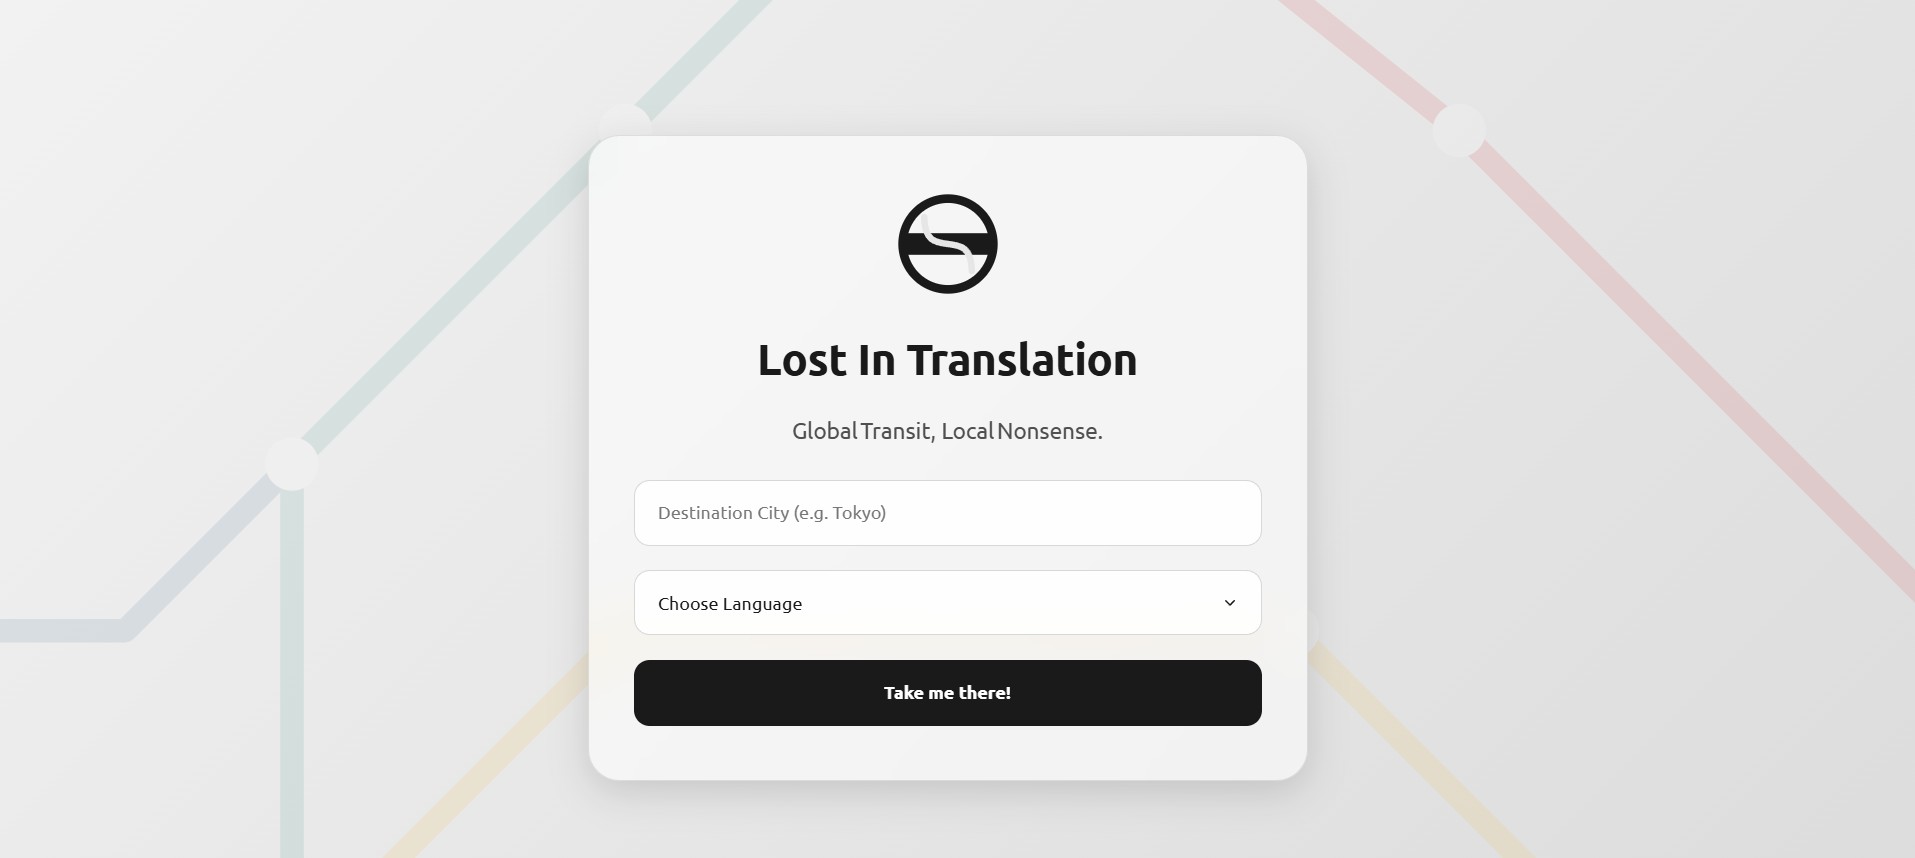 Lost In Translation
Global Transit, Local Nonsense.
Destination City (e.g. Tokyo)
Choose Language
Take me there!